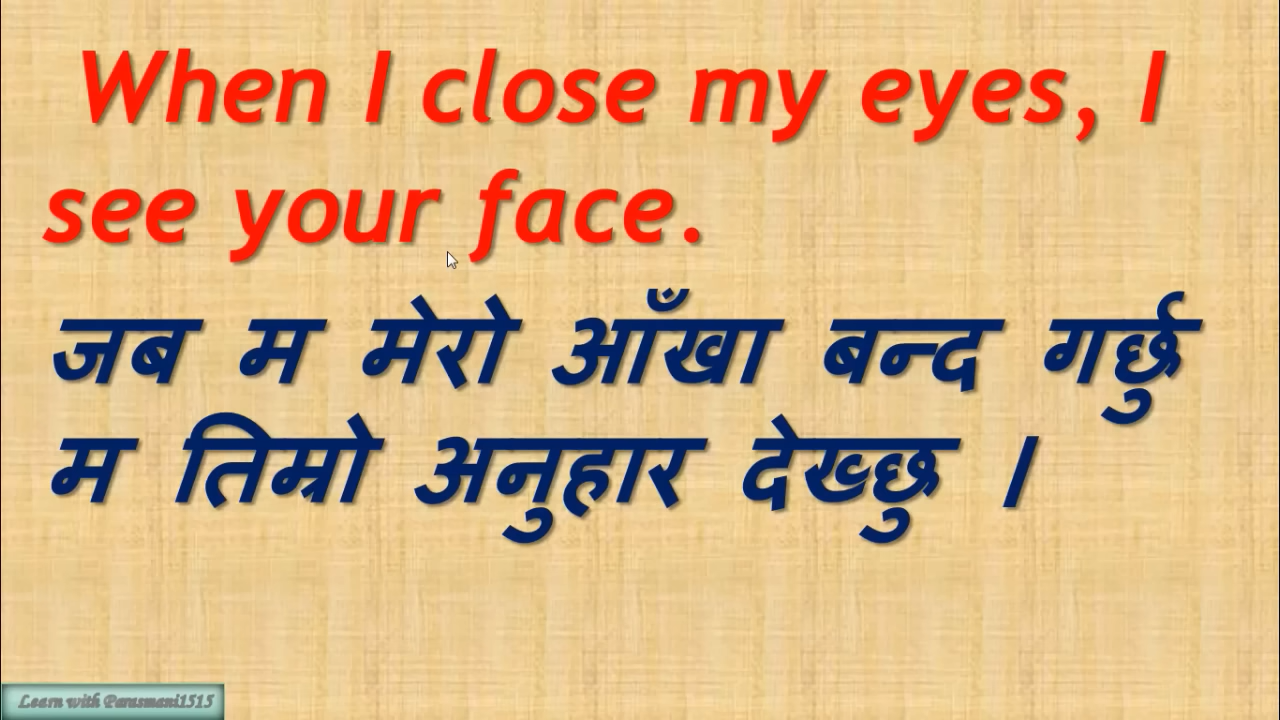 When I close my eyes, I
see your face.
जब म मेरो आँखा बन्द गर्छु
म तिम्रो अनुहार देख्छु ।
Learn with Parasmani1515